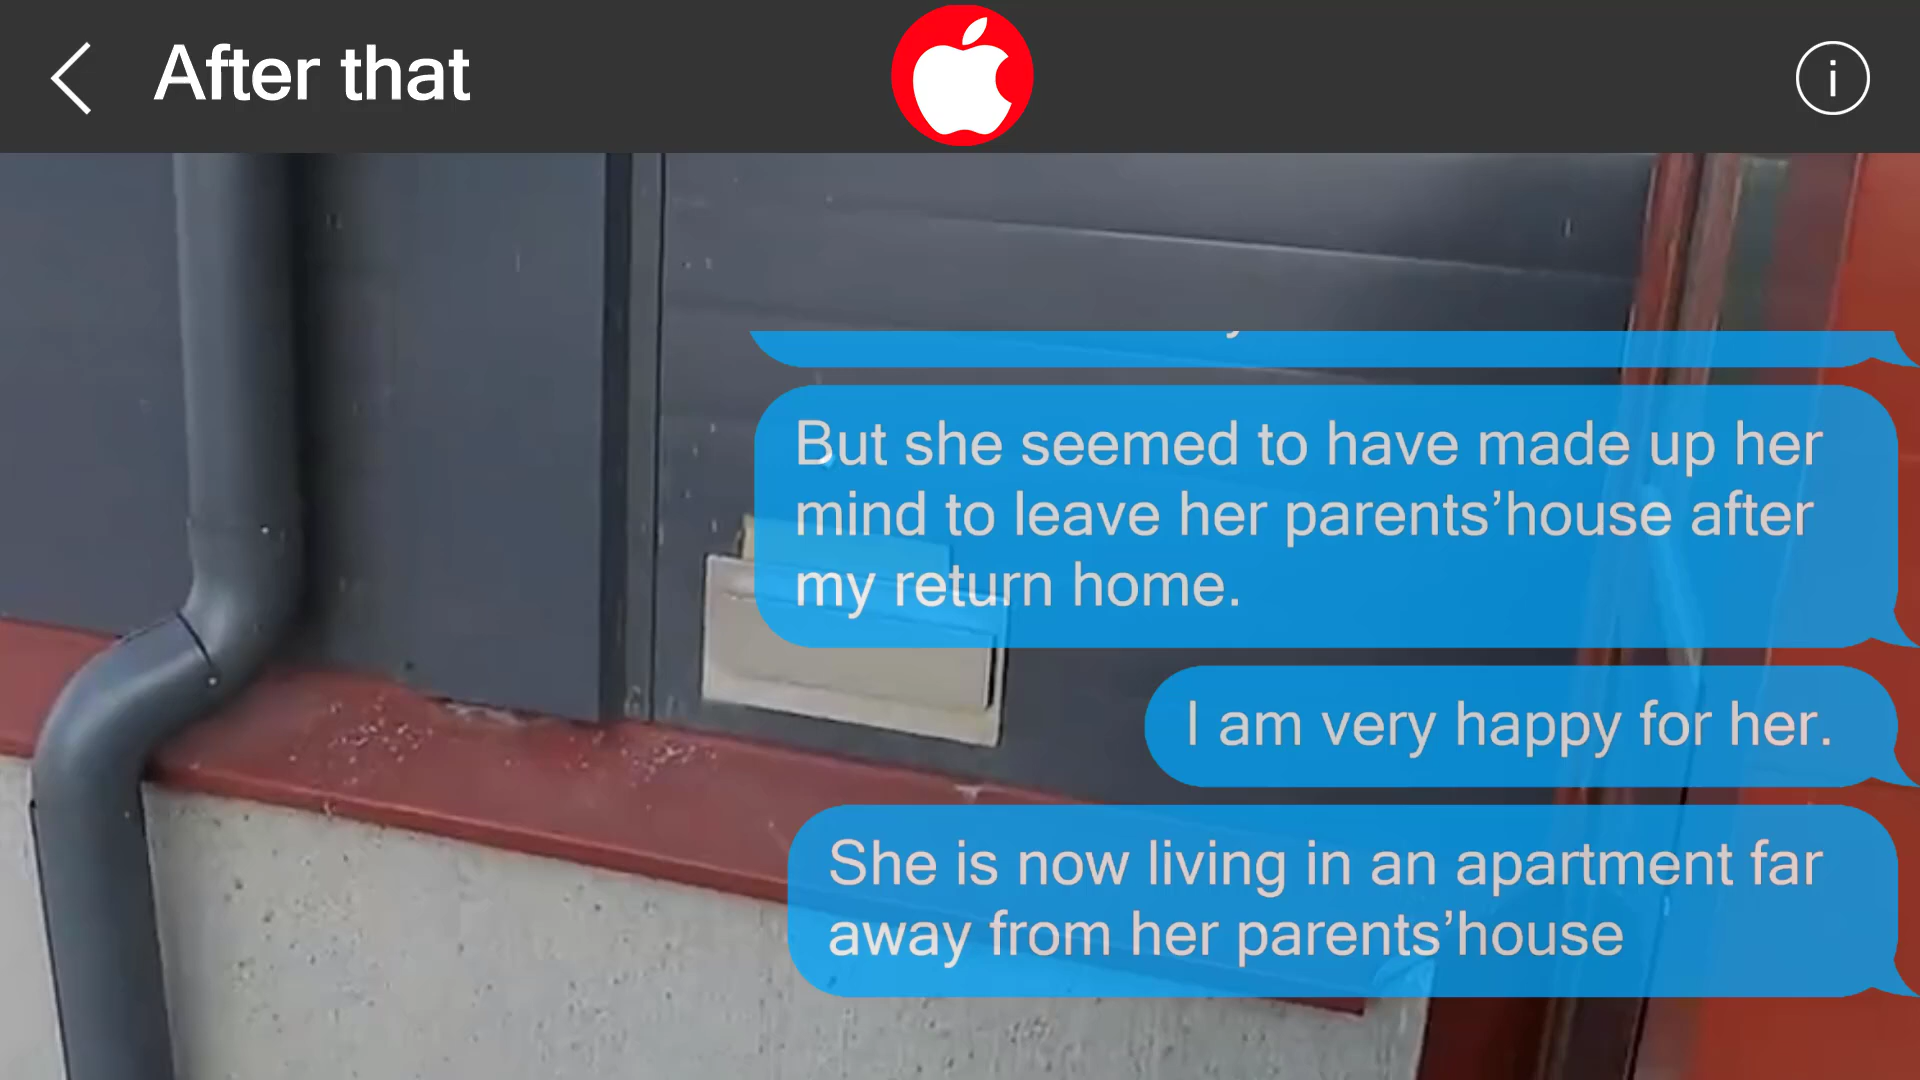 After that
But she seemed to have made up her
mind to leave her parents’house after
my return home.
I am very happy for her.
She is now living in an apartment far
away from her parents’house